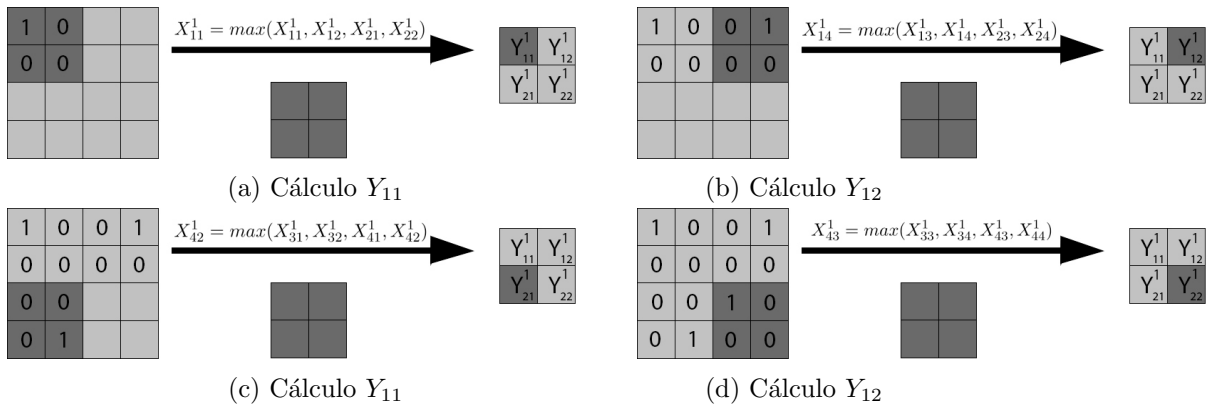 1 0
0 0
$X^1_{11} = max(X^1_{11}, X^1_{12}, X^1_{21}, X^1_{22})$
$Y^1_{11}$ $Y^1_{12}$
$Y^1_{21}$ $Y^1_{22}$
(a) Cálculo $Y_{11}$
1 0 0 1
0 0 0 0
$X^1_{14} = max(X^1_{13}, X^1_{14}, X^1_{23}, X^1_{24})$
$Y^1_{11}$ $Y^1_{12}$
$Y^1_{21}$ $Y^1_{22}$
(b) Cálculo $Y_{12}$
1 0 0 1
0 0 0 0
0 0
0 1
$X^1_{42} = max(X^1_{31}, X^1_{32}, X^1_{41}, X^1_{42})$
$Y^1_{11}$ $Y^1_{12}$
$Y^1_{21}$ $Y^1_{22}$
(c) Cálculo $Y_{11}$
1 0 0 1
0 0 0 0
0 0 1 0
0 1 0 0
$X^1_{43} = max(X^1_{33}, X^1_{34}, X^1_{43}, X^1_{44})$
$Y^1_{11}$ $Y^1_{12}$
$Y^1_{21}$ $Y^1_{22}$
(d) Cálculo $Y_{12}$